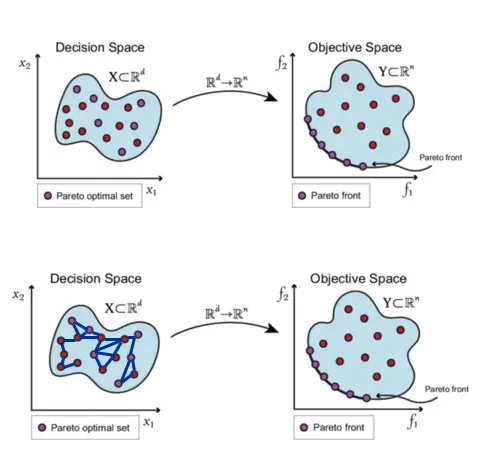 Decision Space
Objective Space
x₂
X⊂ℝᵈ
ℝᵈ→ℝⁿ
f₂
Y⊂ℝⁿ
Pareto front
Pareto optimal set
x₁
Pareto front
f₁
Decision Space
Objective Space
x₂
X⊂ℝᵈ
ℝᵈ→ℝⁿ
f₂
Y⊂ℝⁿ
Pareto front
Pareto optimal set
x₁
Pareto front
f₁